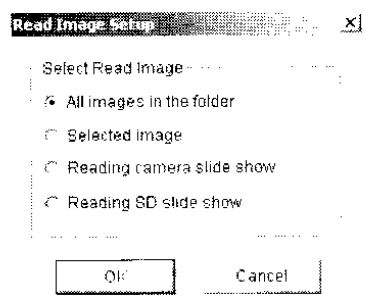 Read Image Setup
Select Read Image
All images in the folder
Selected image
Reading camera slide show
Reading SD slide show
OK
Cancel